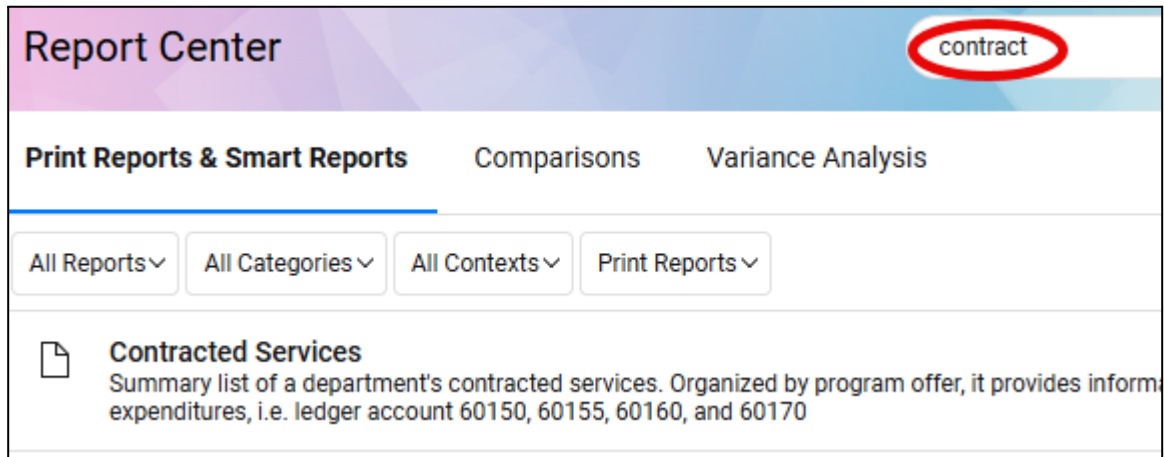 Report Center
contract
Print Reports & Smart Reports Comparisons Variance Analysis
All Reports All Categories All Contexts Print Reports
Contracted Services
Summary list of a department's contracted services. Organized by program offer, it provides
expenditures, i.e. ledger account 60150, 60155, 60160, and 60170